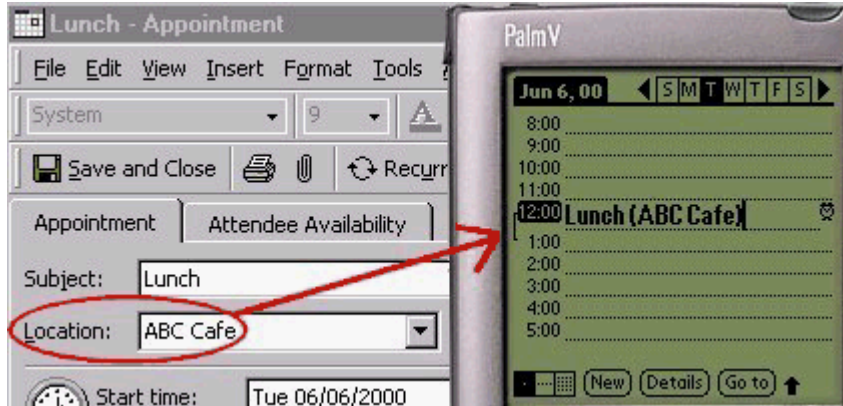 Lunch - Appointment
File Edit View Insert Format Tools
System 9 A
Save and Close Recurr
Appointment Attendee Availability
Subject: Lunch
Location: ABC Cafe
Start time: Tue 06/06/2000
PalmV
Jun 6, 00 S M T W T F S
8:00
9:00
10:00
11:00
12:00 Lunch (ABC Cafe)
1:00
2:00
3:00
4:00
5:00
New Details Go to